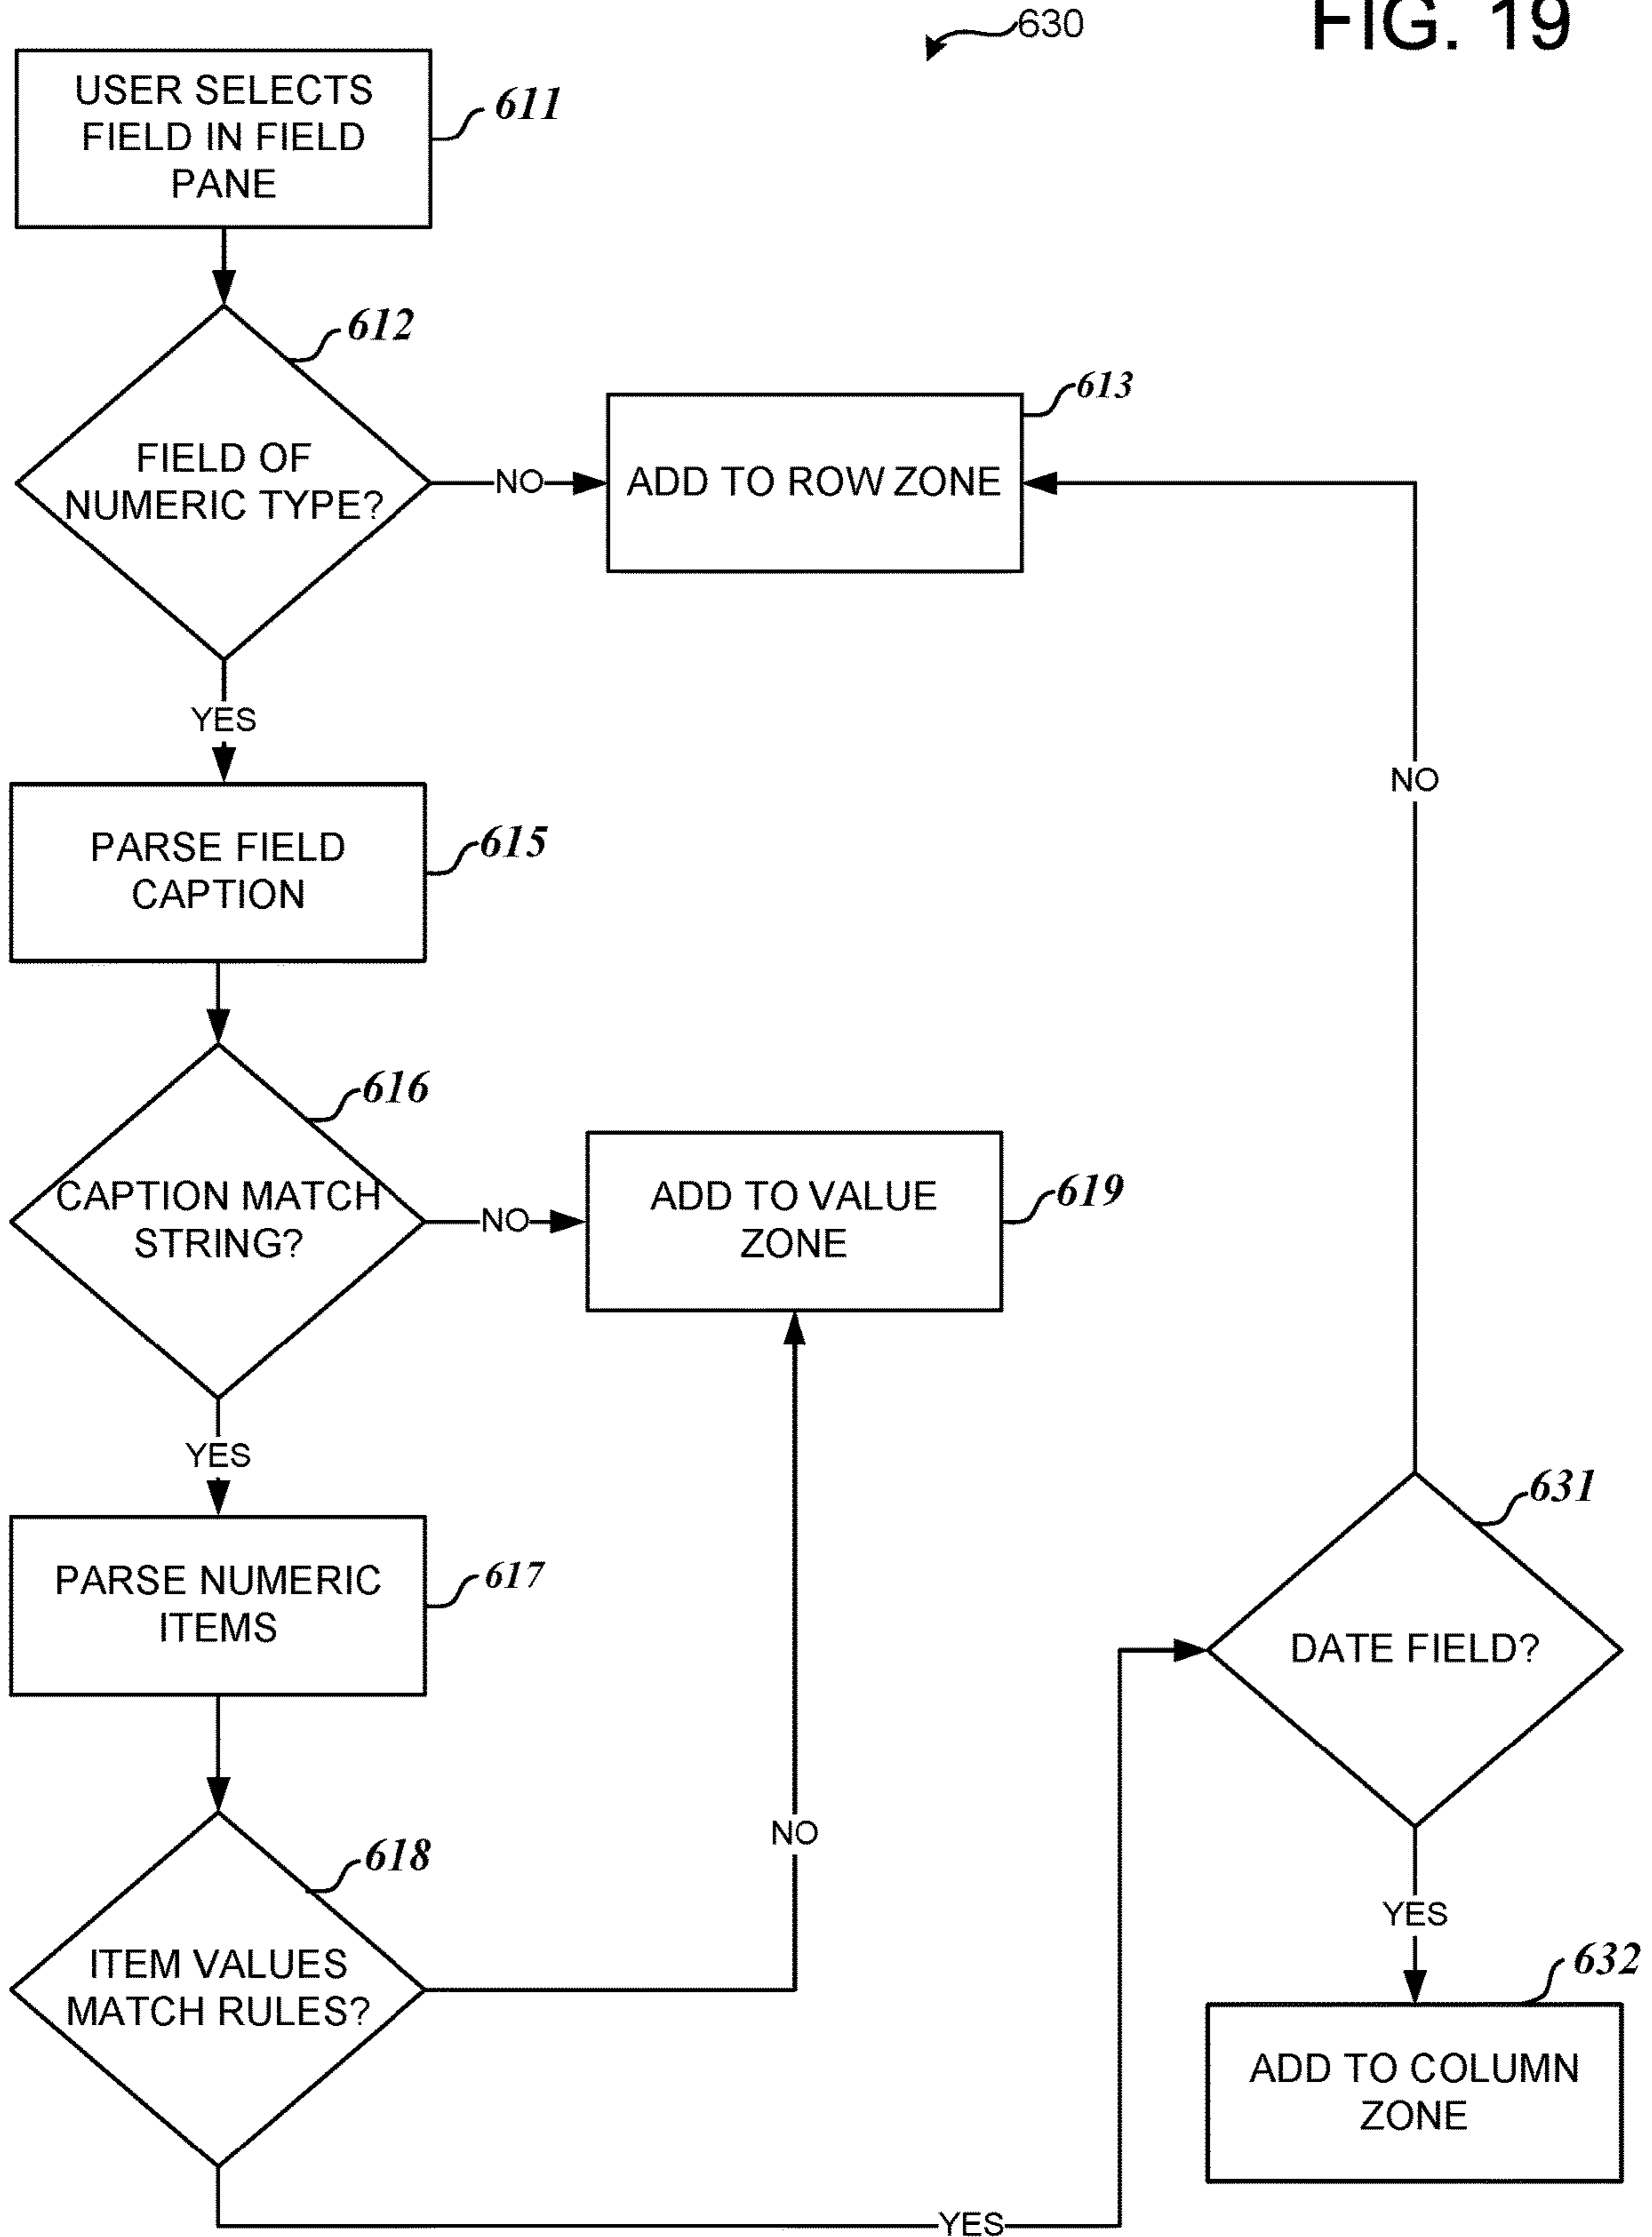 630
FIG. 19
USER SELECTS
FIELD IN FIELD
PANE
611
612
FIELD OF
NUMERIC TYPE?
NO
613
ADD TO ROW ZONE
YES
PARSE FIELD
CAPTION
615
NO
616
CAPTION MATCH
STRING?
NO
ADD TO VALUE
ZONE
619
YES
PARSE NUMERIC
ITEMS
617
631
DATE FIELD?
NO
618
ITEM VALUES
MATCH RULES?
YES
632
ADD TO COLUMN
ZONE
YES